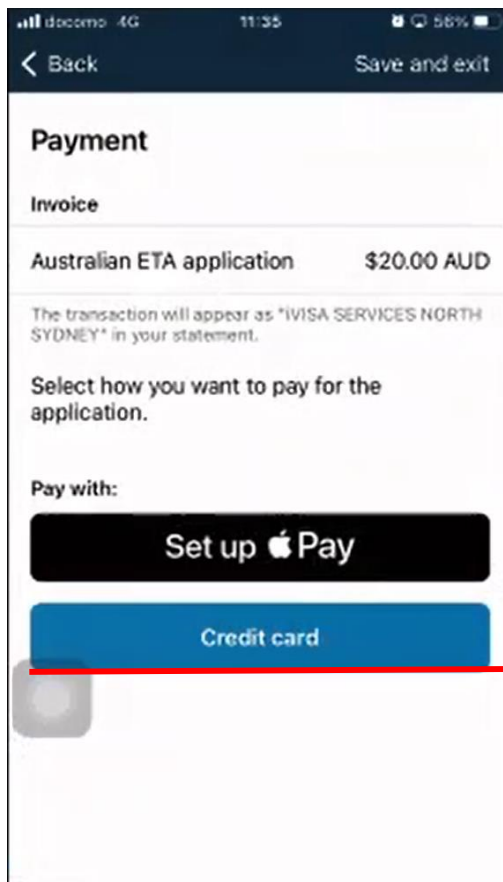 docomo 4G 11:35 56%
Back Save and exit
Payment
Invoice
Australian ETA application $20.00 AUD
The transaction will appear as "iVISA SERVICES NORTH
SYDNEY" in your statement.
Select how you want to pay for the
application.
Pay with:
Set up Pay
Credit card